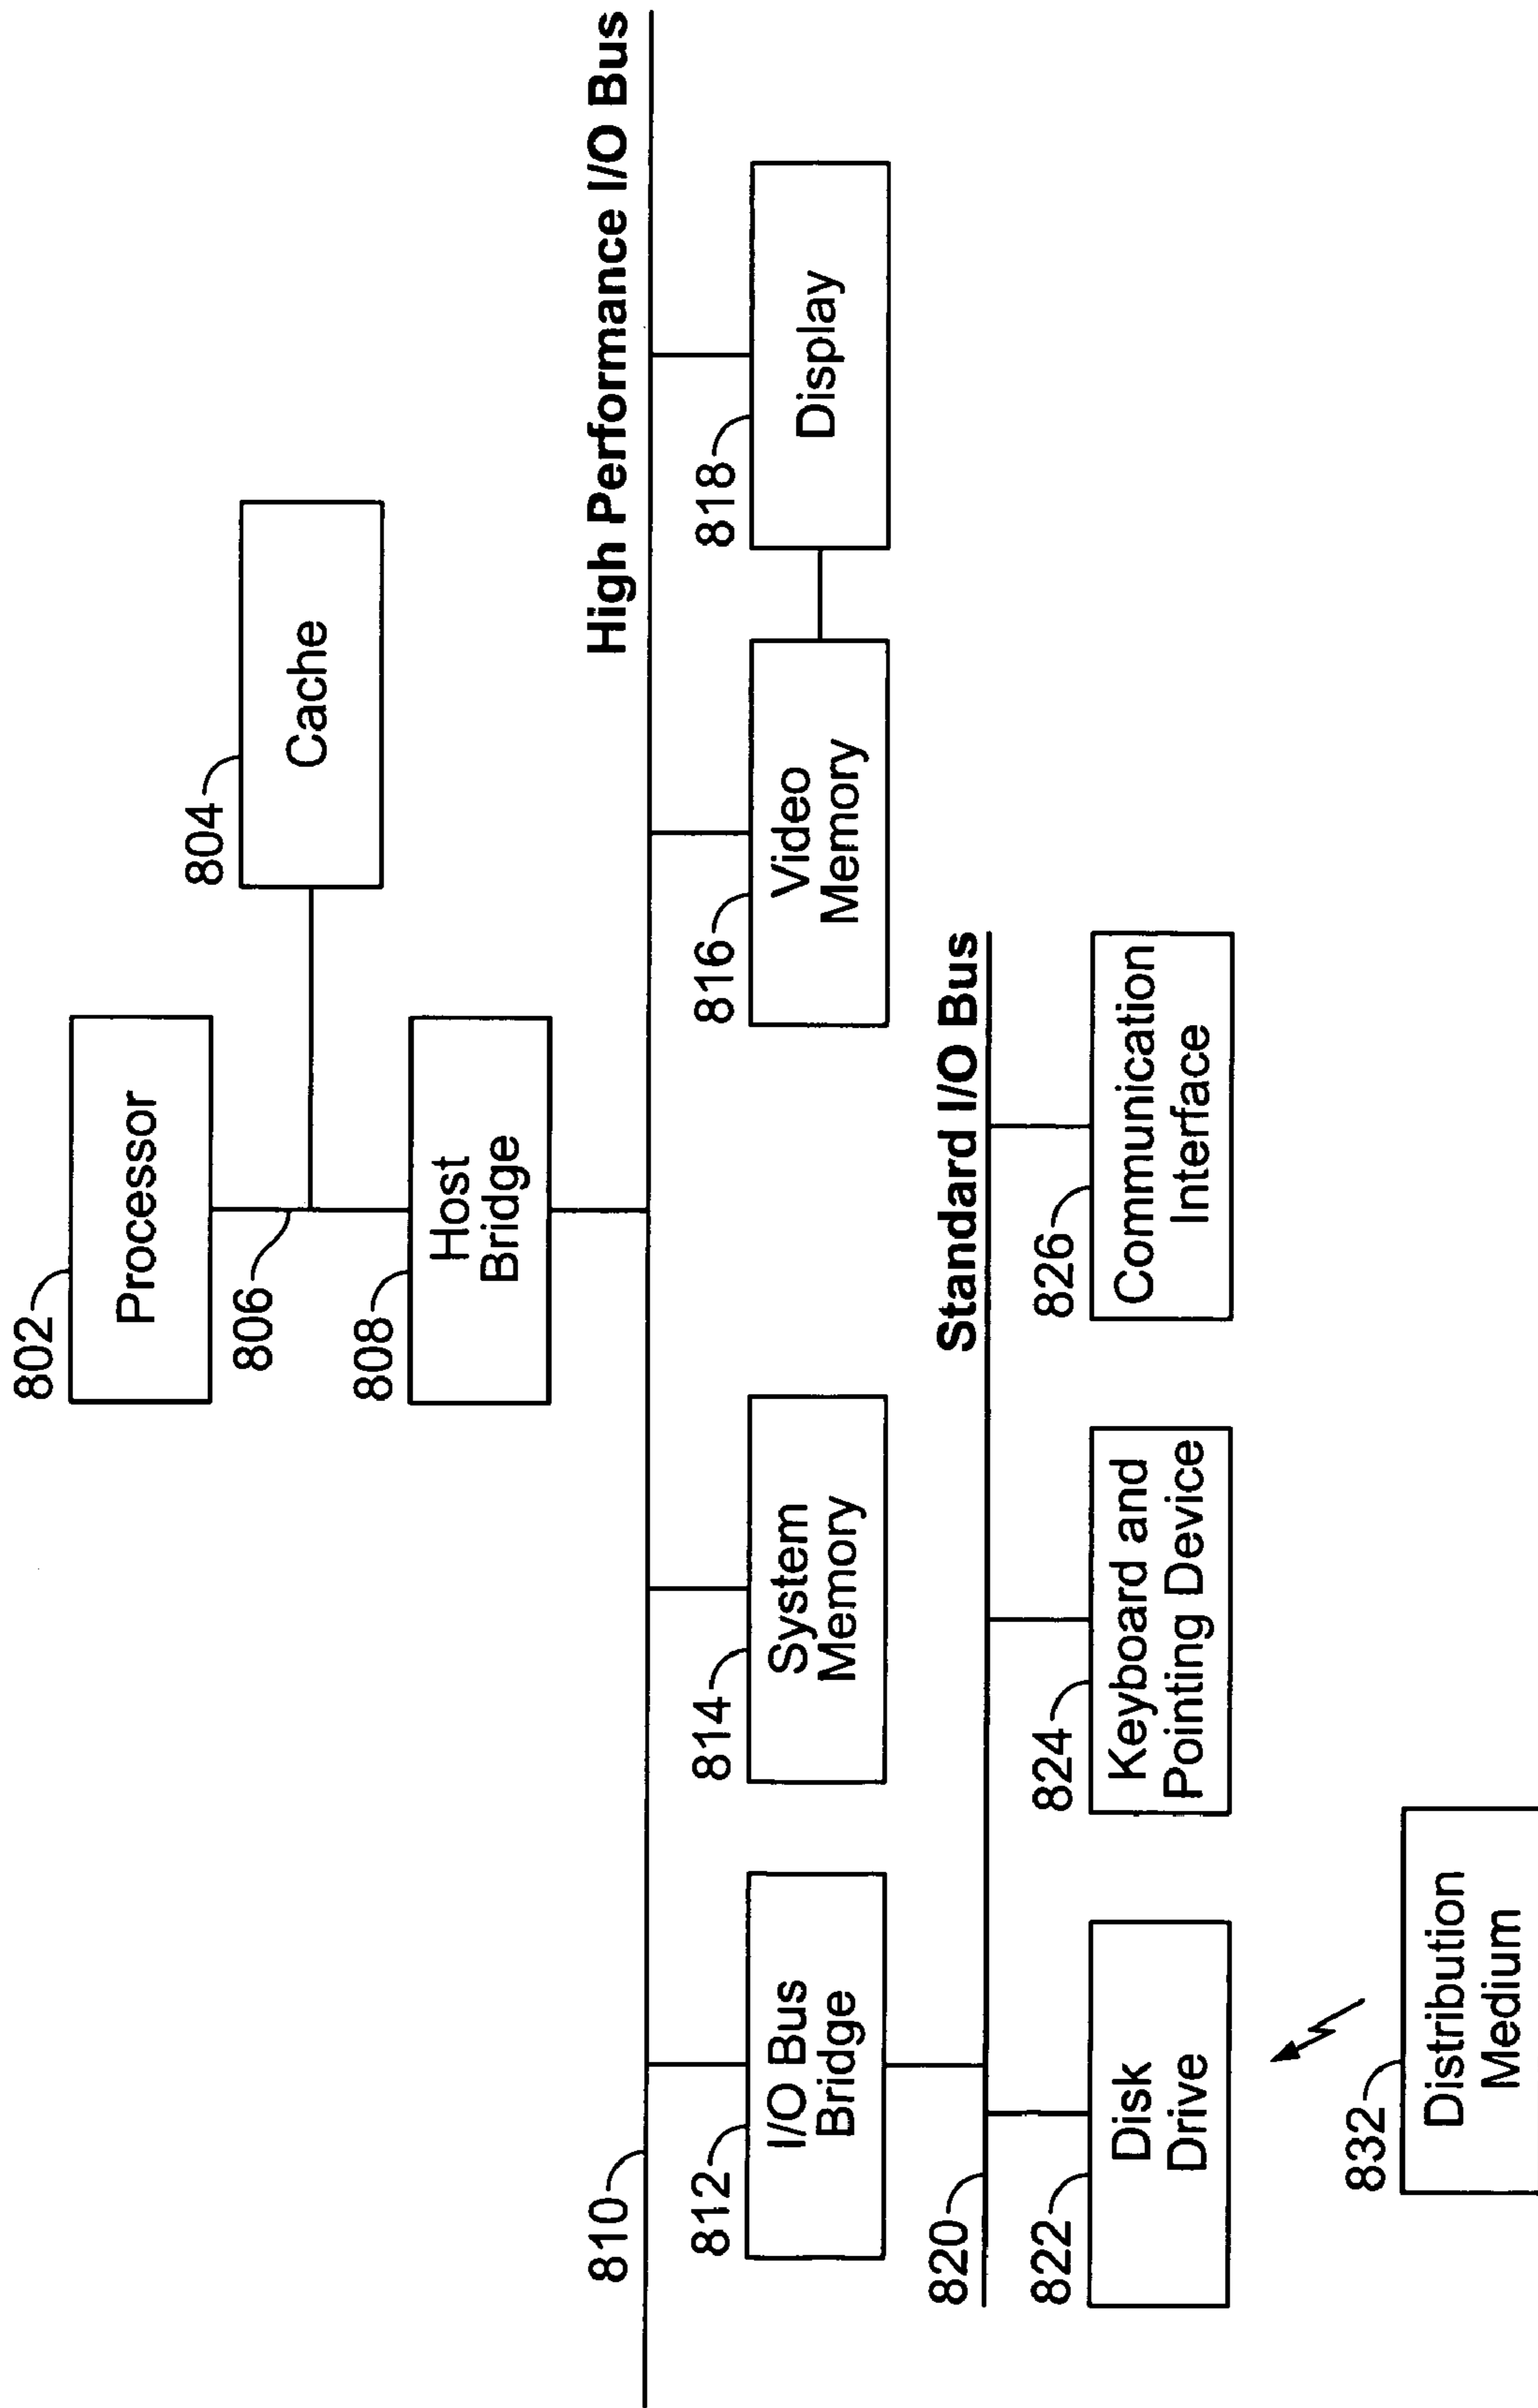 802
Processor
804
Cache
806
808
Host
Bridge
High Performance I/O Bus
810
812
I/O Bus
Bridge
814
System
Memory
816
Video
Memory
818
Display
Standard I/O Bus
820
822
Disk
Drive
824
Keyboard and
Pointing Device
826
Communication
Interface
832
Distribution
Medium